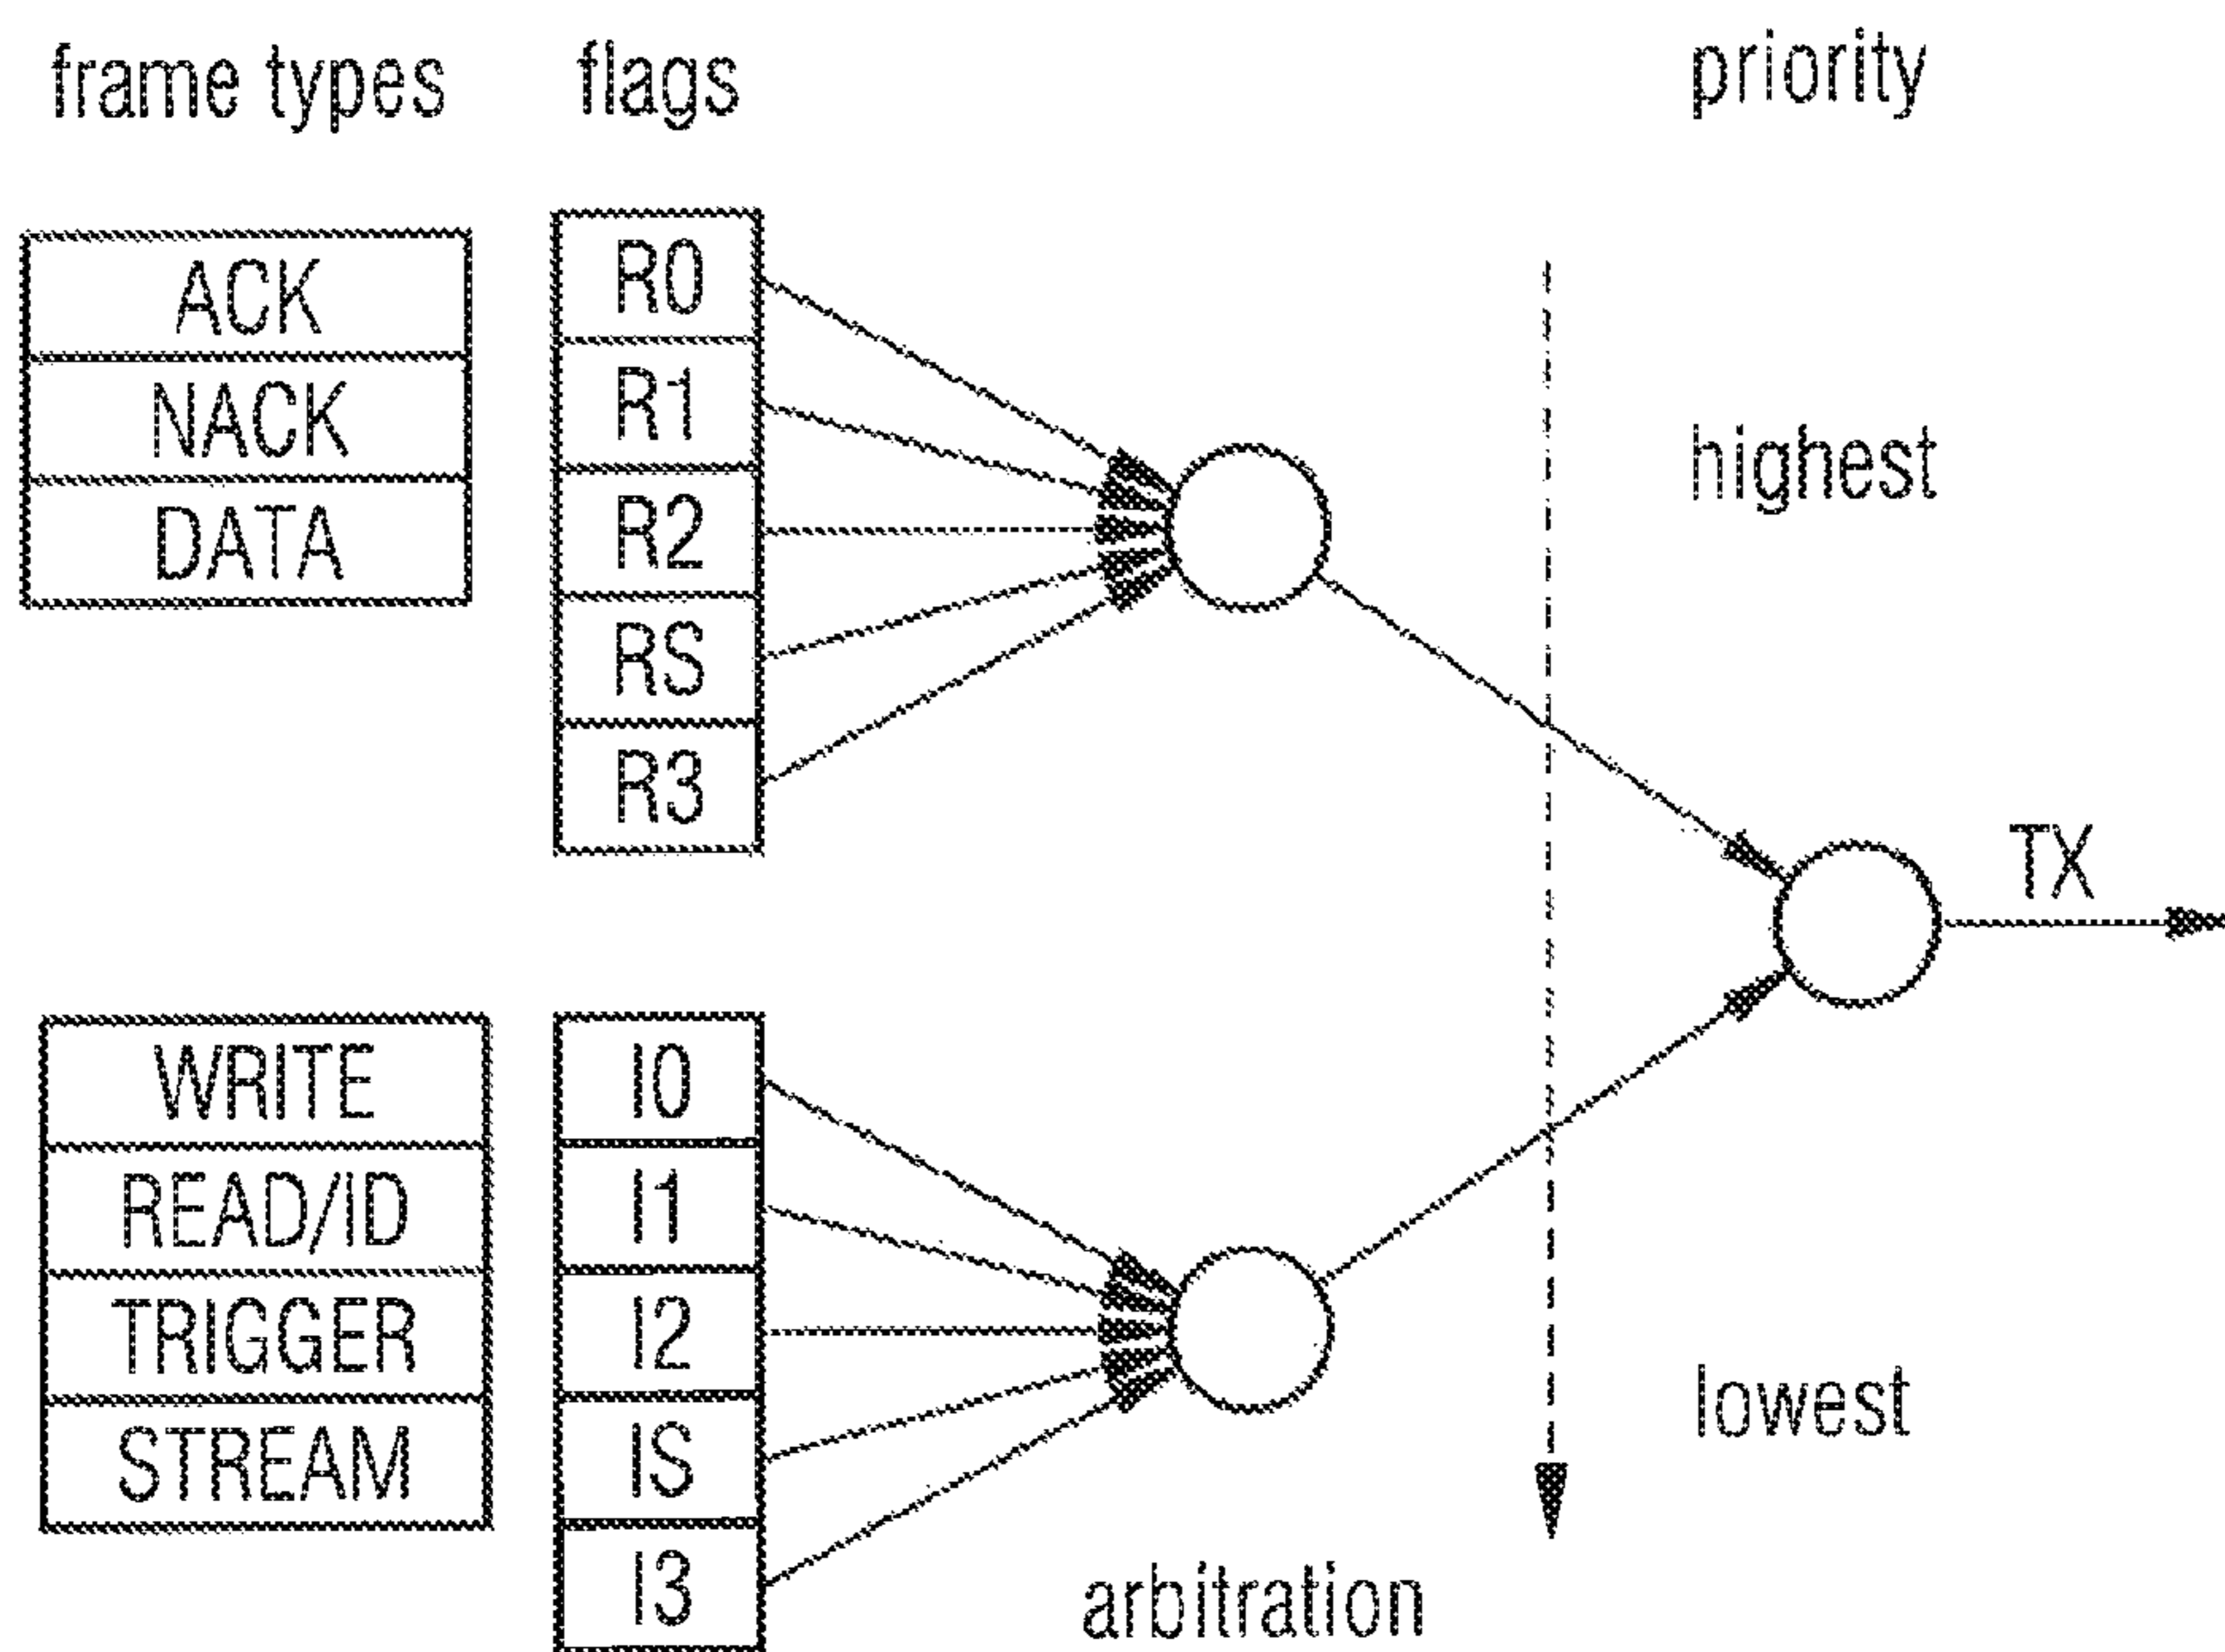 frame types
flags
priority
ACK
NACK
DATA
R0
R1
R2
RS
R3
highest
TX
WRITE
READ/ID
TRIGGER
STREAM
I0
I1
I2
IS
I3
lowest
arbitration